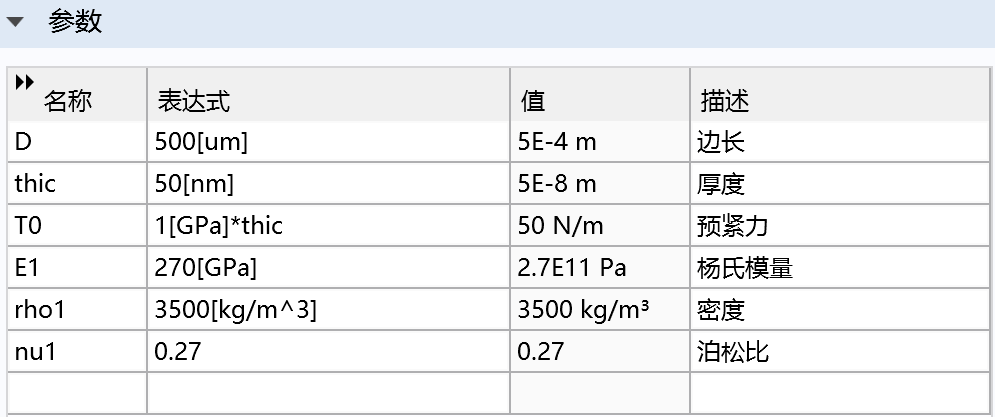 参数
名称 表达式 值 描述
D 500[um] 5E-4 m 边长
thic 50[nm] 5E-8 m 厚度
T0 1[GPa]*thic 50 N/m 预紧力
E1 270[GPa] 2.7E11 Pa 杨氏模量
rho1 3500[kg/m^3] 3500 kg/m³ 密度
nu1 0.27 0.27 泊松比